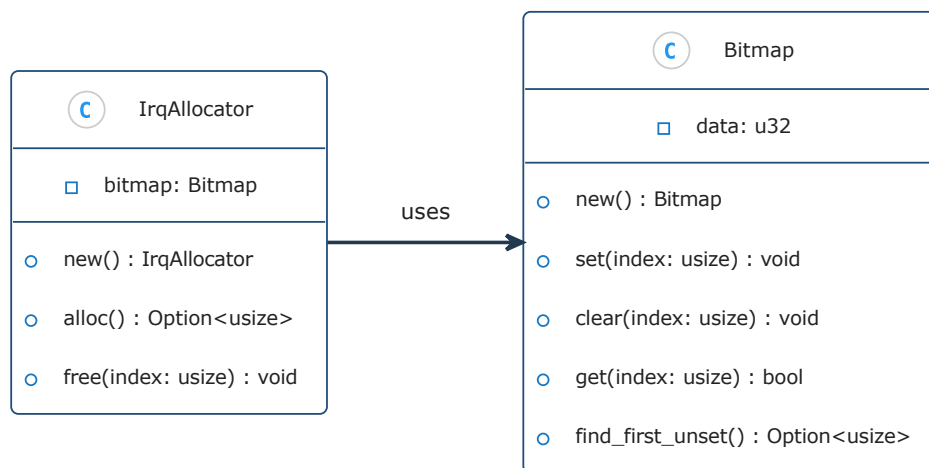 C IrqAllocator
bitmap: Bitmap
new() : IrqAllocator
alloc() : Option<usize>
free(index: usize) : void
uses
C Bitmap
data: u32
new() : Bitmap
set(index: usize) : void
clear(index: usize) : void
get(index: usize) : bool
find_first_unset() : Option<usize>